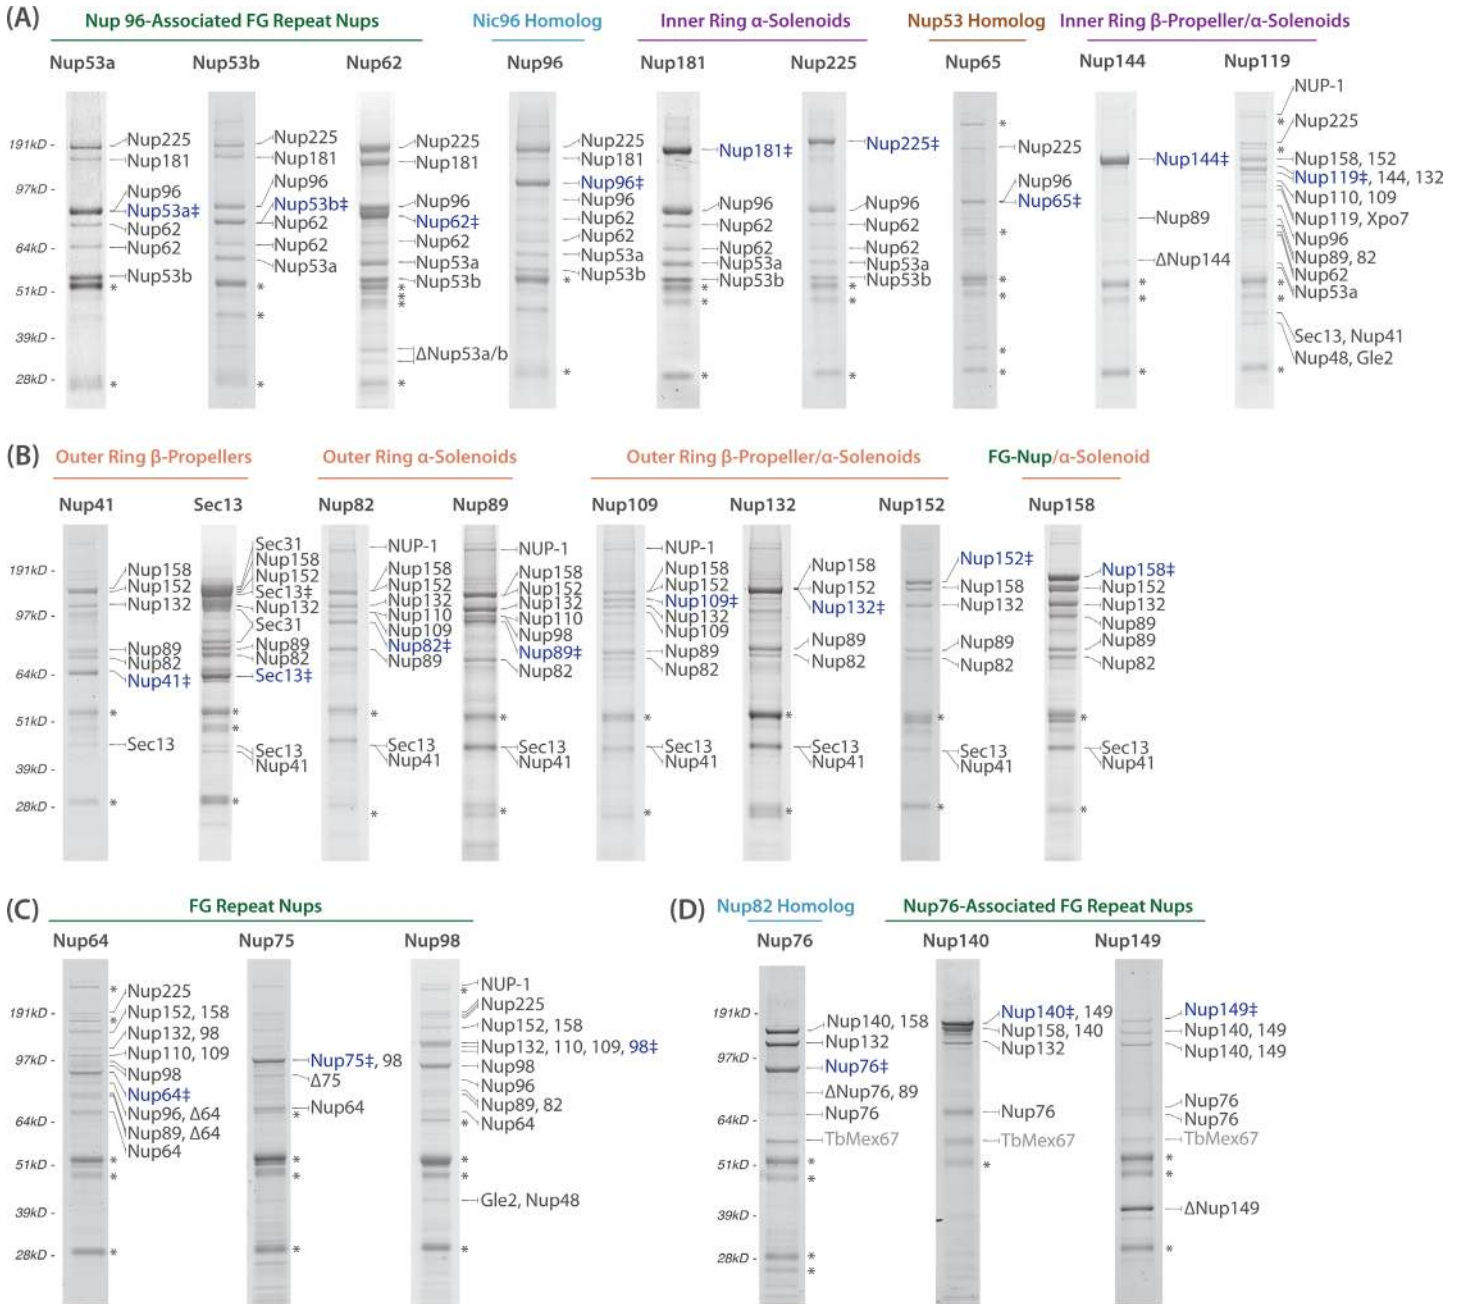 (A)
Nup 96-Associated FG Repeat Nups
Nic96 Homolog
Inner Ring α-Solenoids
Nup53 Homolog
Inner Ring β-Propeller/α-Solenoids
Nup53a
Nup53b
Nup62
Nup96
Nup181
Nup225
Nup65
Nup144
Nup119
191kD -
97kD -
64kD -
51kD -
39kD -
28kD -
Nup225
Nup181
Nup96
Nup53a‡
Nup62
Nup62
Nup53b
*
*
Nup225
Nup181
Nup96
Nup53b‡
Nup62
Nup62
Nup53a
*
*
*
Nup225
Nup181
Nup96
Nup62‡
Nup62
Nup53a
Nup53b
*
*
*
ΔNup53a/b
*
Nup225
Nup181
Nup96‡
Nup96
Nup62
Nup62
Nup53a
Nup53b
*
*
Nup181‡
Nup96
Nup62
Nup62
Nup53a
Nup53b
*
*
*
Nup225‡
Nup96
Nup62
Nup62
Nup53a
Nup53b
*
*
*
*
Nup225
Nup96
Nup65‡
*
*
*
*
*
Nup144‡
Nup89
ΔNup144
*
*
*
NUP-1
*
Nup225
*
Nup158, 152
Nup119‡, 144, 132
Nup110, 109
Nup119, Xpo7
Nup96
Nup89, 82
Nup62
Nup53a
*
*
Sec13, Nup41
Nup48, Gle2
*
(B)
Outer Ring β-Propellers
Outer Ring α-Solenoids
Outer Ring β-Propeller/α-Solenoids
FG-Nup/α-Solenoid
Nup41
Sec13
Nup82
Nup89
Nup109
Nup132
Nup152
Nup158
191kD -
97kD -
64kD -
51kD -
39kD -
28kD -
Nup158
Nup152
Nup132
Nup89
Nup82
Nup41‡
*
Sec13
*
Sec31
Nup158
Nup152
Sec13‡
Nup132
Sec31
Nup89
Nup82
Sec13‡
*
*
Sec13
Nup41
*
NUP-1
Nup158
Nup152
Nup132
Nup110
Nup109
Nup82‡
Nup89
*
Sec13
Nup41
*
NUP-1
Nup158
Nup152
Nup132
Nup110
Nup98
Nup89‡
Nup82
*
Sec13
Nup41
*
NUP-1
Nup158
Nup152
Nup109‡
Nup132
Nup109
Nup89
Nup82
*
Sec13
Nup41
*
Nup158
Nup152
Nup132‡
Nup89
Nup82
*
Sec13
Nup41
*
Nup152‡
Nup158
Nup132
Nup89
Nup82
*
Sec13
Nup41
*
Nup158‡
Nup152
Nup132
Nup89
Nup89
Nup82
*
Sec13
Nup41
*
(C)
FG Repeat Nups
Nup64
Nup75
Nup98
191kD -
97kD -
64kD -
51kD -
39kD -
28kD -
*
Nup225
*
Nup152, 158
Nup132, 98
Nup110, 109
Nup98
Nup64‡
Nup96, Δ64
Nup89, Δ64
Nup64
*
*
*
Nup75‡, 98
Δ75
Nup64
*
*
*
*
NUP-1
*
Nup225
Nup152, 158
Nup132, 110, 109, 98‡
Nup98
Nup96
Nup89, 82
Nup64
*
*
*
Gle2, Nup48
*
(D)
Nup82 Homolog
Nup76-Associated FG Repeat Nups
Nup76
Nup140
Nup149
191kD -
97kD -
64kD -
51kD -
39kD -
28kD -
Nup140, 158
Nup132
Nup76‡
ΔNup76, 89
Nup76
TbMex67
*
*
*
*
Nup140‡, 149
Nup158, 140
Nup132
Nup76
TbMex67
*
Nup149‡
Nup140, 149
Nup140, 149
Nup76
Nup76
TbMex67
*
*
ΔNup149
*